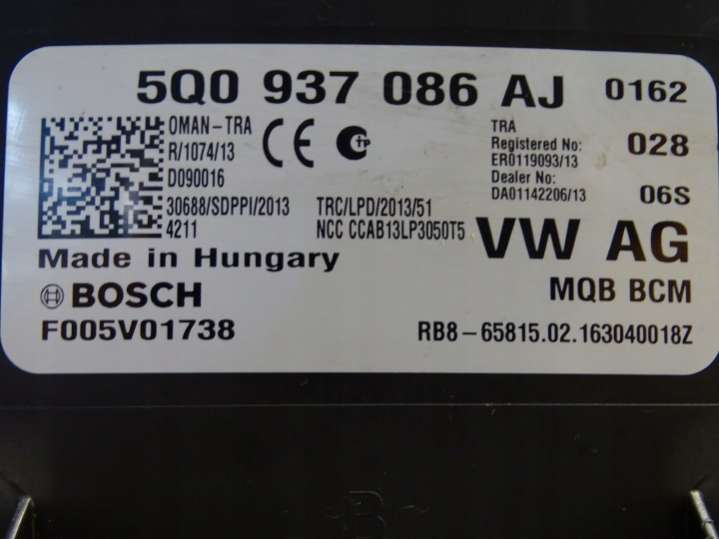 5Q0 937 086 AJ 0162
OMAN-TRA
R/1074/13
D090016
30688/SDPPI/2013
4211
CE
TRC/LPD/2013/51
NCC CCAB13LP3050T5
TRA
Registered No:
ER0119093/13
Dealer No:
DA01142206/13
028
06S
VW AG
Made in Hungary
BOSCH
MQB BCM
F005V01738
RB8-65815.02.163040018Z